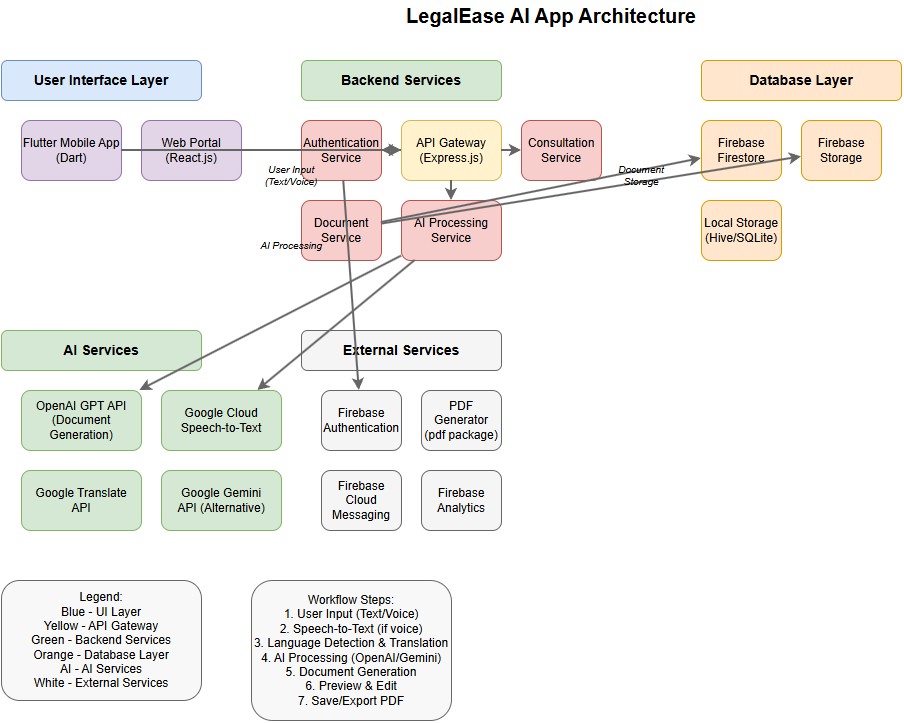 LegalEase AI App Architecture
User Interface Layer
Backend Services
Database Layer
Flutter Mobile App
(Dart)
Web Portal
(React.js)
Authentication
Service
API Gateway
(Express.js)
Consultation
Service
Firebase
Firestore
Firebase
Storage
User Input
(Text/Voice)
Document
Storage
Document
Service
AI Processing
Service
Local Storage
(Hive/SQLite)
AI Processing
AI Services
External Services
OpenAI GPT API
(Document
Generation)
Google Cloud
Speech-to-Text
Firebase
Authentication
PDF
Generator
(pdf package)
Google Translate
API
Google Gemini
API (Alternative)
Firebase
Cloud
Messaging
Firebase
Analytics
Legend:
Blue - UI Layer
Yellow - API Gateway
Green - Backend Services
Orange - Database Layer
AI - AI Services
White - External Services
Workflow Steps:
1. User Input (Text/Voice)
2. Speech-to-Text (if voice)
3. Language Detection & Translation
4. AI Processing (OpenAI/Gemini)
5. Document Generation
6. Preview & Edit
7. Save/Export PDF